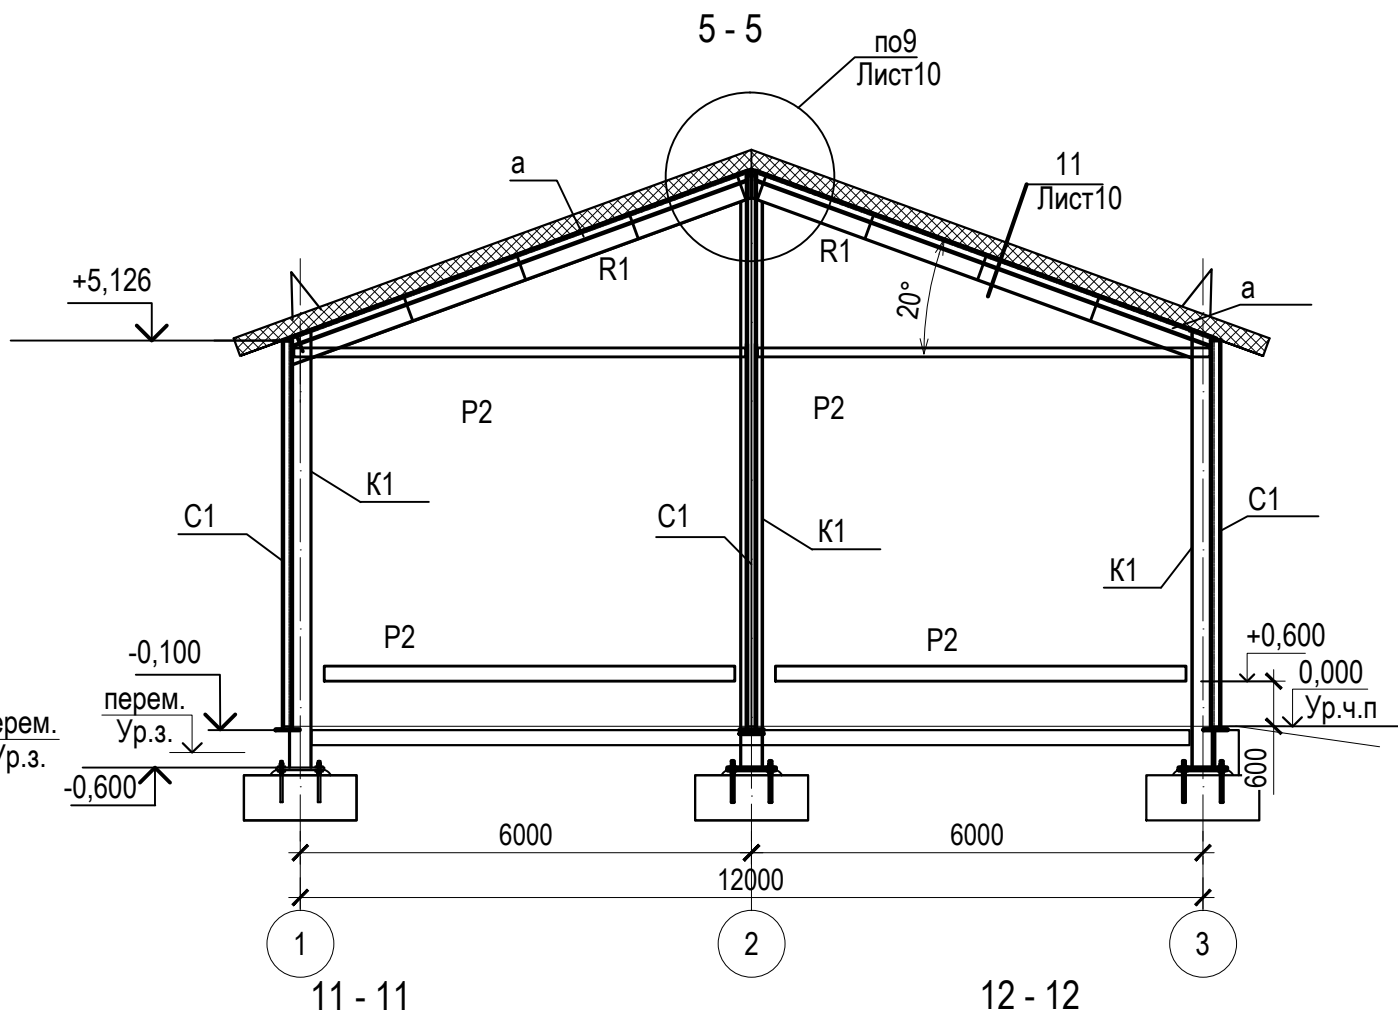 5 - 5
по9
Лист10
а
11
Лист10
R1
R1
20°
+5,126
а
Р2
Р2
К1
С1
С1
К1
С1
К1
Р2
Р2
-0,100
+0,600
0,000
Ур.ч.п
перем.
Ур.з.
ерем.
Ур.з.
-0,600
600
6000
6000
12000
1
2
3
11 - 11
12 - 12